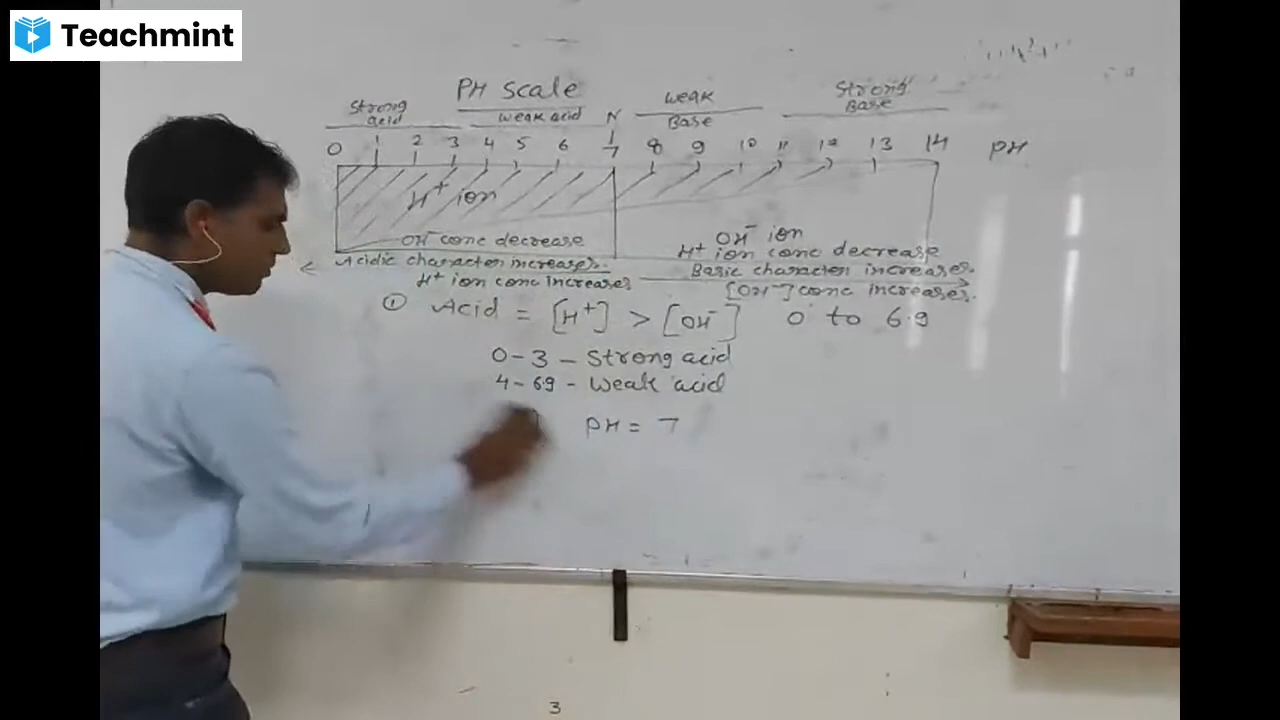 Teachmint
PH Scale
Strong acid
weak acid
N
weak Base
Strong Base
0 1 2 3 4 5 6 7 8 9 10 11 12 13 14 PH
H+ ion
OH- ion
OH- conc decrease
H+ ion conc decrease
Acidic character increases.
Basic character increases.
H+ ion conc increases
[OH-] conc increases.
① Acid = [H+] > [OH-] 0 to 6.9
0-3 - Strong acid
4-6.9 - Weak acid
PH = 7
3